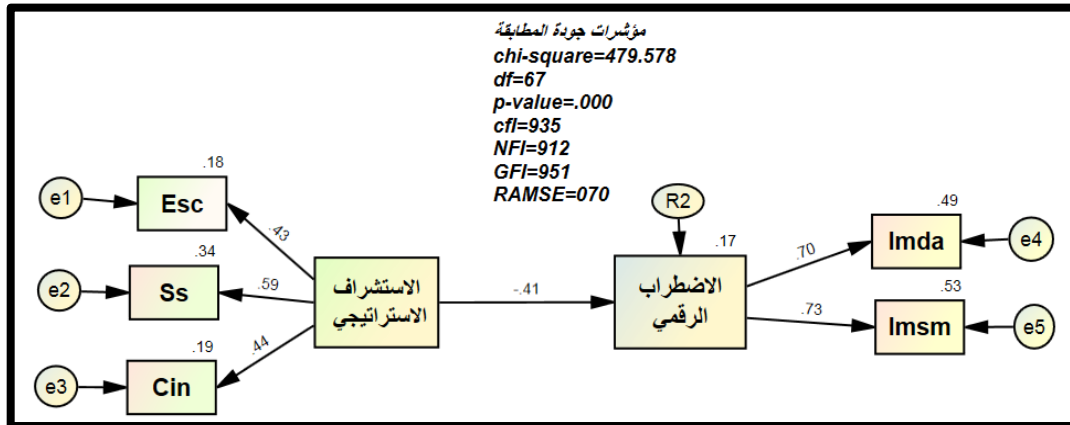 مؤشرات جودة المطابقة
chi-square=479.578
df=67
p-value=.000
cfI=935
NFI=912
GFI=951
RAMSE=070
.18
e1
Esc
.43
.34
e2
Ss
.59
.19
e3
Cin
.44
الاستشراف
الاستراتيجي
-.41
R2
.17
الاضطراب
الرقمي
.70
.49
Imda
e4
.73
.53
Imsm
e5